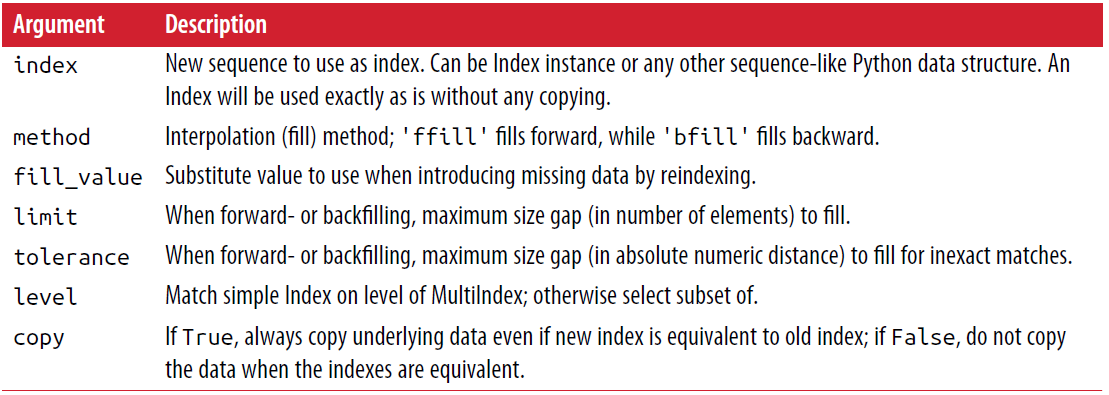 Argument Description
index New sequence to use as index. Can be Index instance or any other sequence-like Python data structure. An
Index will be used exactly as is without any copying.
method Interpolation (fill) method; 'ffill' fills forward, while 'bfill' fills backward.
fill_value Substitute value to use when introducing missing data by reindexing.
limit When forward- or backfilling, maximum size gap (in number of elements) to fill.
tolerance When forward- or backfilling, maximum size gap (in absolute numeric distance) to fill for inexact matches.
level Match simple Index on level of MultiIndex; otherwise select subset of.
copy If True, always copy underlying data even if new index is equivalent to old index; if False, do not copy
the data when the indexes are equivalent.